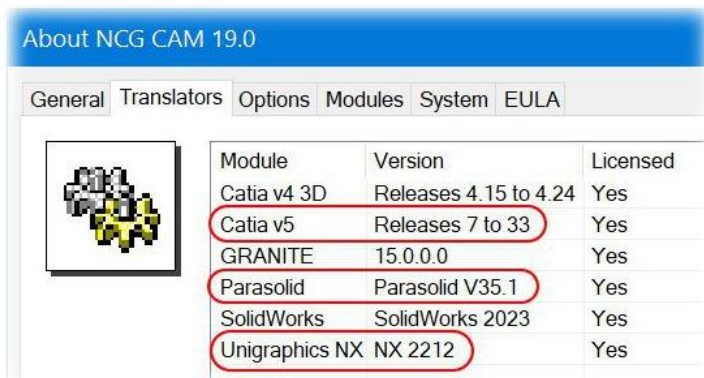 About NCG CAM 19.0
General Translators Options Modules System EULA
Module Version Licensed
Catia v4 3D Releases 4.15 to 4.24 Yes
Catia v5 Releases 7 to 33 Yes
GRANITE 15.0.0.0 Yes
Parasolid Parasolid V35.1 Yes
SolidWorks SolidWorks 2023 Yes
Unigraphics NX NX 2212 Yes